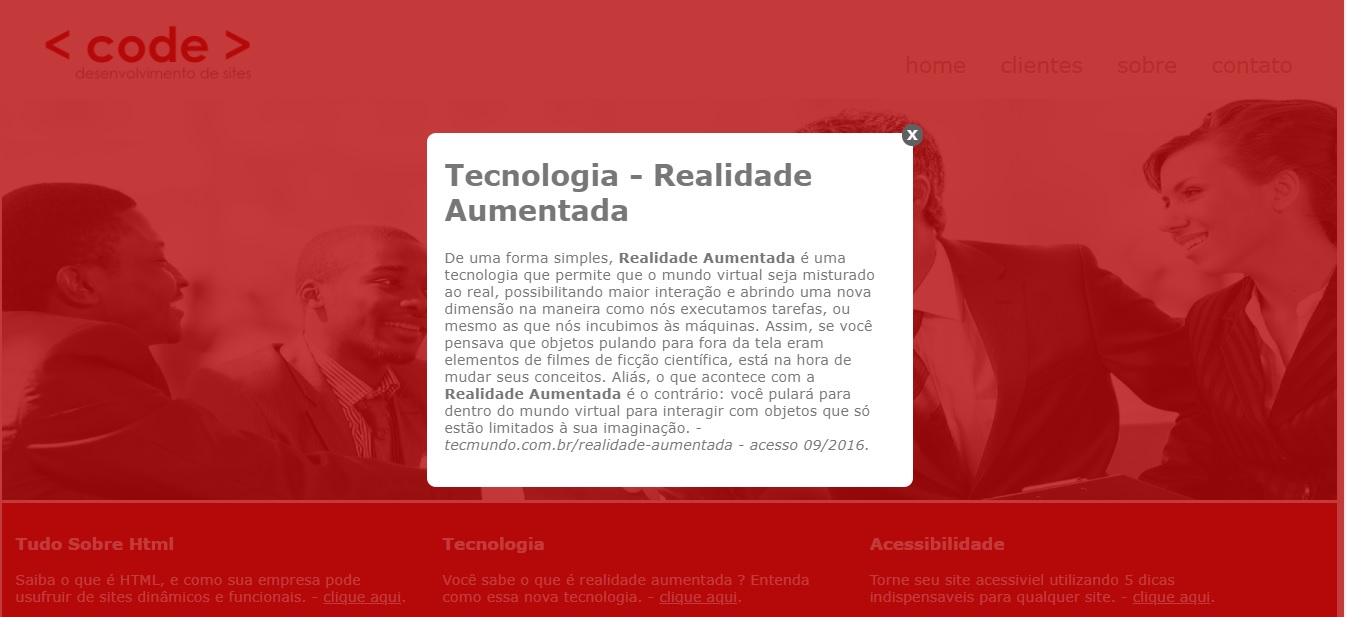 < code >
desenvolvimento de sites
home clientes sobre contato
X
Tecnologia - Realidade
Aumentada
De uma forma simples, Realidade Aumentada é uma
tecnologia que permite que o mundo virtual seja misturado
ao real, possibilitando maior interação e abrindo uma nova
dimensão na maneira como nós executamos tarefas, ou
mesmo as que nós incubimos às máquinas. Assim, se você
pensava que objetos pulando para fora da tela eram
elementos de filmes de ficção científica, está na hora de
mudar seus conceitos. Aliás, o que acontece com a
Realidade Aumentada é o contrário: você pulará para
dentro do mundo virtual para interagir com objetos que só
estão limitados à sua imaginação. -
tecmundo.com.br/realidade-aumentada - acesso 09/2016.
Tudo Sobre Html
Saiba o que é HTML, e como sua empresa pode
usufruir de sites dinâmicos e funcionais. - clique aqui.
Tecnologia
Você sabe o que é realidade aumentada ? Entenda
como essa nova tecnologia. - clique aqui.
Acessibilidade
Torne seu site acessiviel utilizando 5 dicas
indispensaveis para qualquer site. - clique aqui.